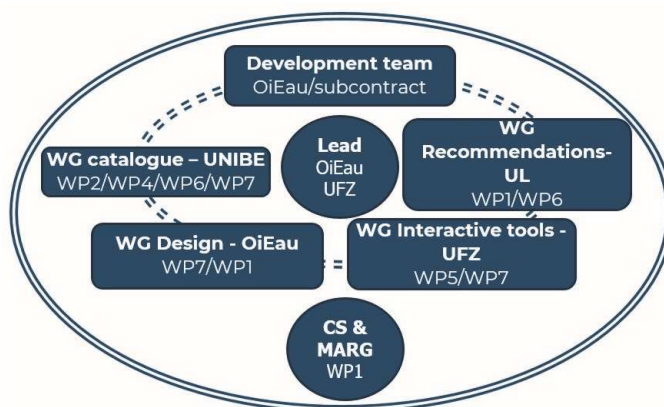 Development team
OiEau/subcontract
Lead
OiEau
UFZ
WG catalogue – UNIBE
WP2/WP4/WP6/WP7
WG
Recommendations-
UL
WP1/WP6
WG Design - OiEau
WP7/WP1
WG Interactive tools -
UFZ
WP5/WP7
CS &
MARG
WP1